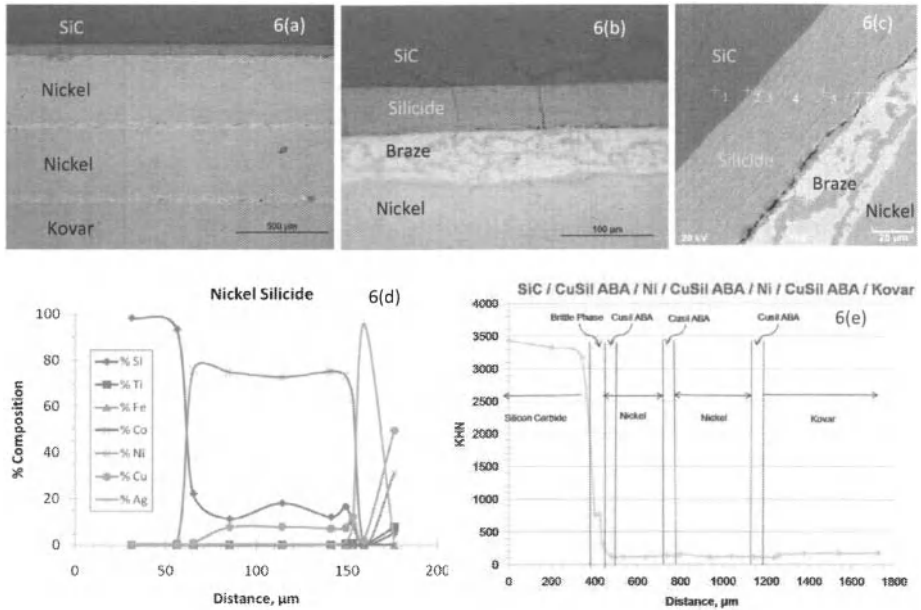 6(a)
SiC
Nickel
Nickel
Kovar
500 µm
6(b)
SiC
Silicide
Braze
Nickel
100 µm
6(c)
SiC
1 2 3 4
Silicide
Braze
Nickel
20 kV
20 µm
Nickel Silicide
6(d)
100
80
60
40
20
0
% Composition
% Si
% Ti
% Fe
% Co
% Ni
% Cu
% Ag
0 50 100 150 200
Distance, µm
SiC / CuSil ABA / Ni / CuSil ABA / Ni / CuSil ABA / Kovar
6(e)
4000
3500
3000
2500
2000
1500
1000
500
0
KHN
Brittle Phase
Cusil ABA
Cusil ABA
Cusil ABA
Silicon Carbide
Nickel
Nickel
Kovar
0 200 400 600 800 1000 1200 1400 1600 1800
Distance, µm